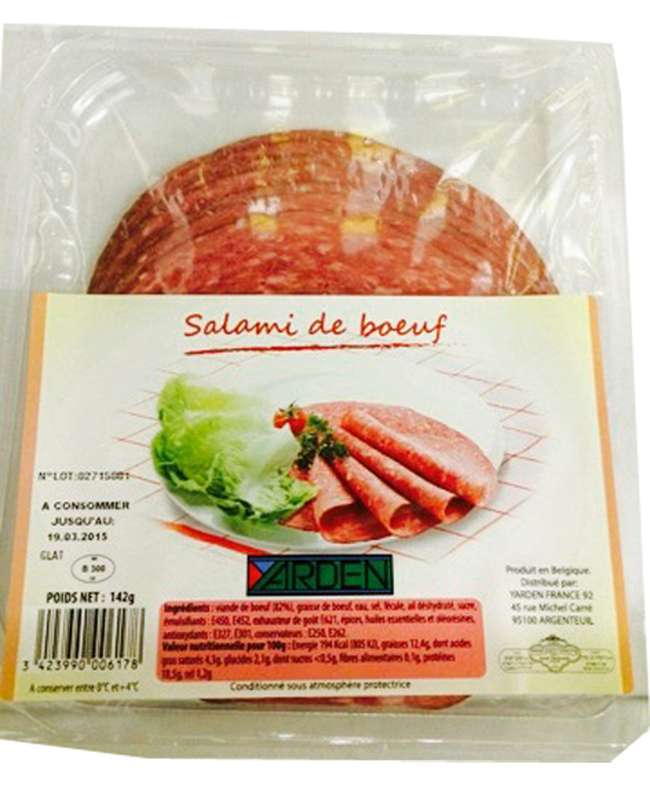 Salami de boeuf
N°LOT:02715001
A CONSOMMER
JUSQU'AU:
19.03.2015
GLAT
B 300
POIDS NET : 142g
3 423990 006178
A conserver entre 0°C et +4°C
YARDEN
Ingrédients : viande de boeuf (82%), graisse de boeuf, eau, sel, fécule, ail déshydraté, sucre,
émulsifiants : E450, E452, exhausteur de goût E621, épices, huiles essentielles et oléorésines,
antioxydants : E327, E301, conservateurs : E250, E262.
Valeur nutritionnelle pour 100g : Energie 194 Kcal (805 KJ), graisses 12,4g, dont acides
gras saturés 4,3g, glucides 2,1g, dont sucres <0,5g, fibres alimentaires 0,1g, protéines
18,5g, sel 1,2g
Conditionné sous atmosphère protectrice
Produit en Belgique.
Distribué par:
YARDEN FRANCE 92
45 rue Michel Carré
95100 ARGENTEUIL